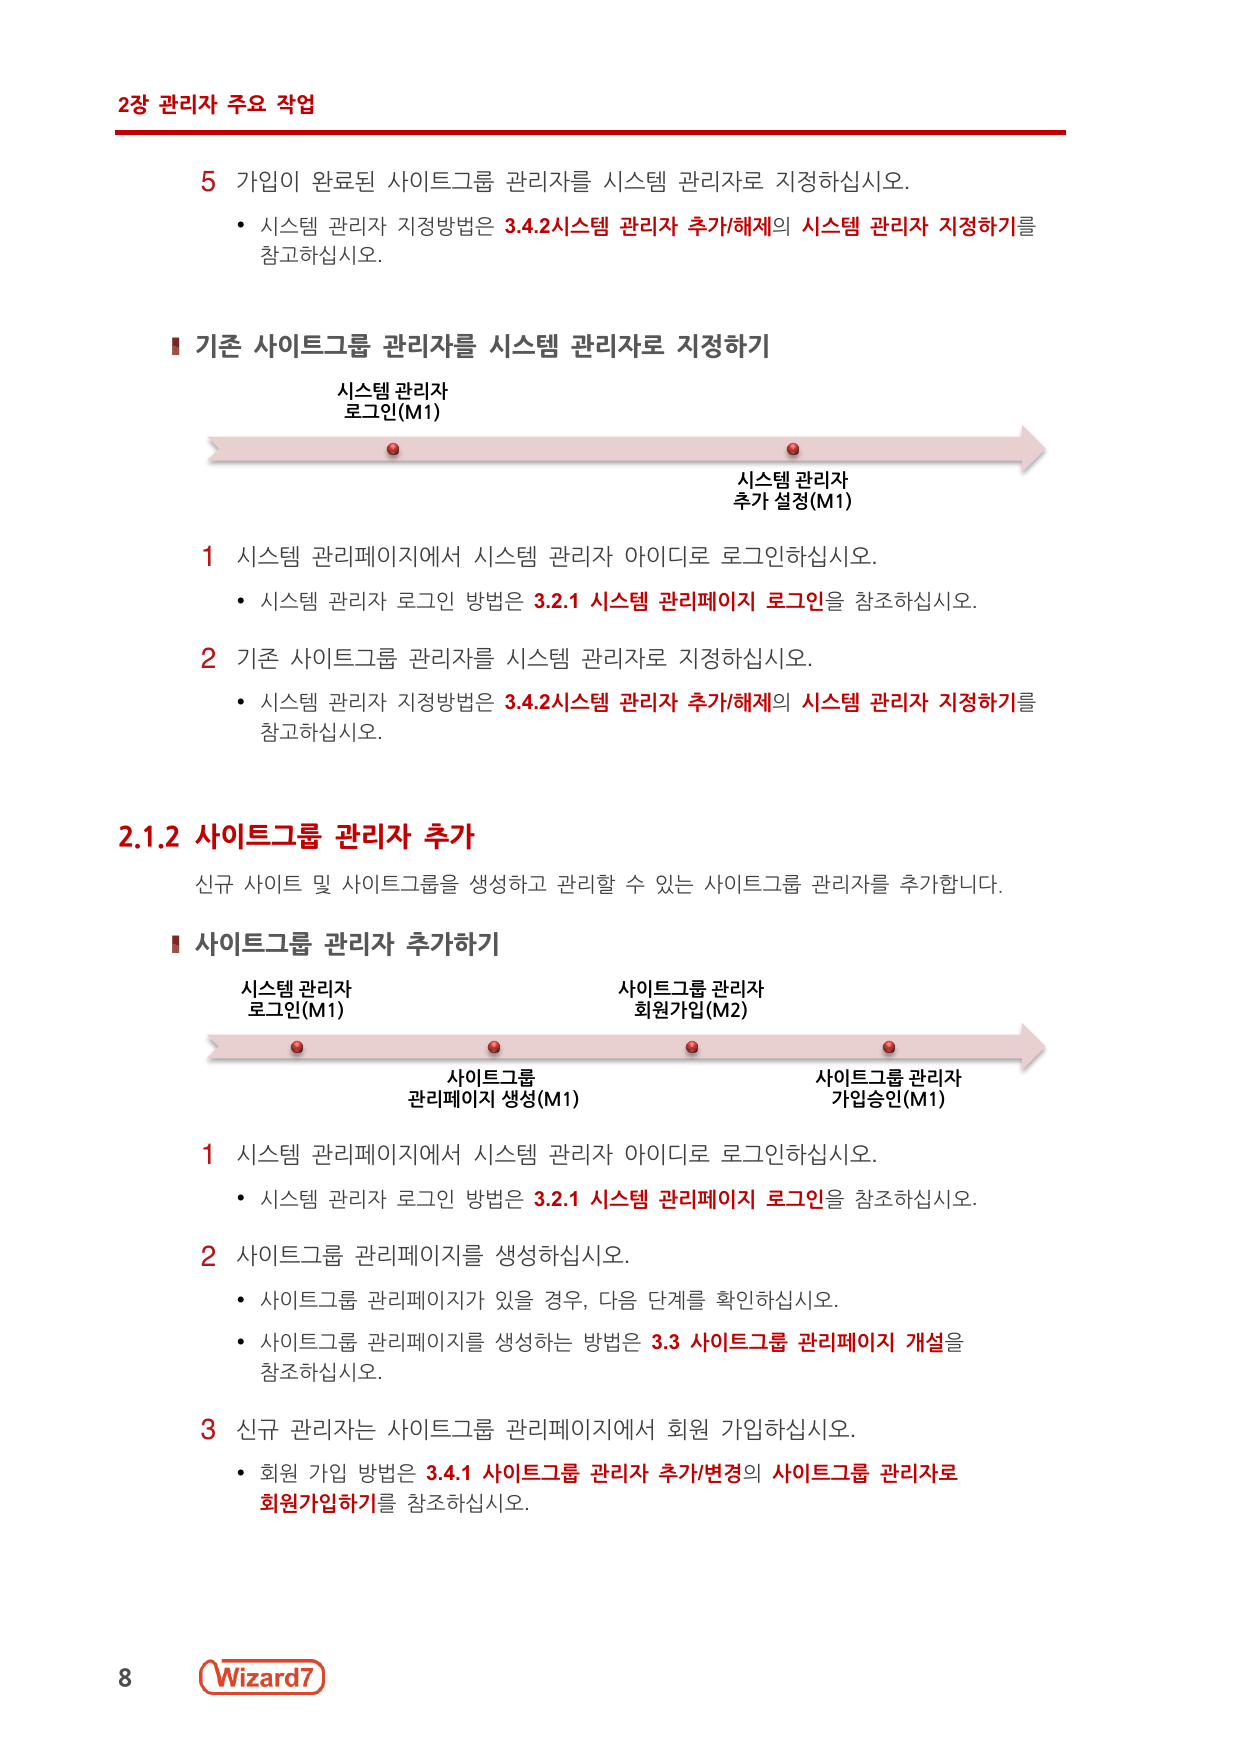 2장 관리자 주요 작업
5 가입이 완료된 사이트그룹 관리자를 시스템 관리자로 지정하십시오.
• 시스템 관리자 지정방법은 3.4.2시스템 관리자 추가/해제의 시스템 관리자 지정하기를
참고하십시오.
기존 사이트그룹 관리자를 시스템 관리자로 지정하기
시스템 관리자
로그인(M1)
시스템 관리자
추가 설정(M1)
1 시스템 관리페이지에서 시스템 관리자 아이디로 로그인하십시오.
• 시스템 관리자 로그인 방법은 3.2.1 시스템 관리페이지 로그인을 참조하십시오.
2 기존 사이트그룹 관리자를 시스템 관리자로 지정하십시오.
• 시스템 관리자 지정방법은 3.4.2시스템 관리자 추가/해제의 시스템 관리자 지정하기를
참고하십시오.
2.1.2 사이트그룹 관리자 추가
신규 사이트 및 사이트그룹을 생성하고 관리할 수 있는 사이트그룹 관리자를 추가합니다.
사이트그룹 관리자 추가하기
시스템 관리자
로그인(M1)
사이트그룹
관리페이지 생성(M1)
사이트그룹 관리자
회원가입(M2)
사이트그룹 관리자
가입승인(M1)
1 시스템 관리페이지에서 시스템 관리자 아이디로 로그인하십시오.
• 시스템 관리자 로그인 방법은 3.2.1 시스템 관리페이지 로그인을 참조하십시오.
2 사이트그룹 관리페이지를 생성하십시오.
• 사이트그룹 관리페이지가 있을 경우, 다음 단계를 확인하십시오.
• 사이트그룹 관리페이지를 생성하는 방법은 3.3 사이트그룹 관리페이지 개설을
참조하십시오.
3 신규 관리자는 사이트그룹 관리페이지에서 회원 가입하십시오.
• 회원 가입 방법은 3.4.1 사이트그룹 관리자 추가/변경의 사이트그룹 관리자로
회원가입하기를 참조하십시오.
8 Wizard7